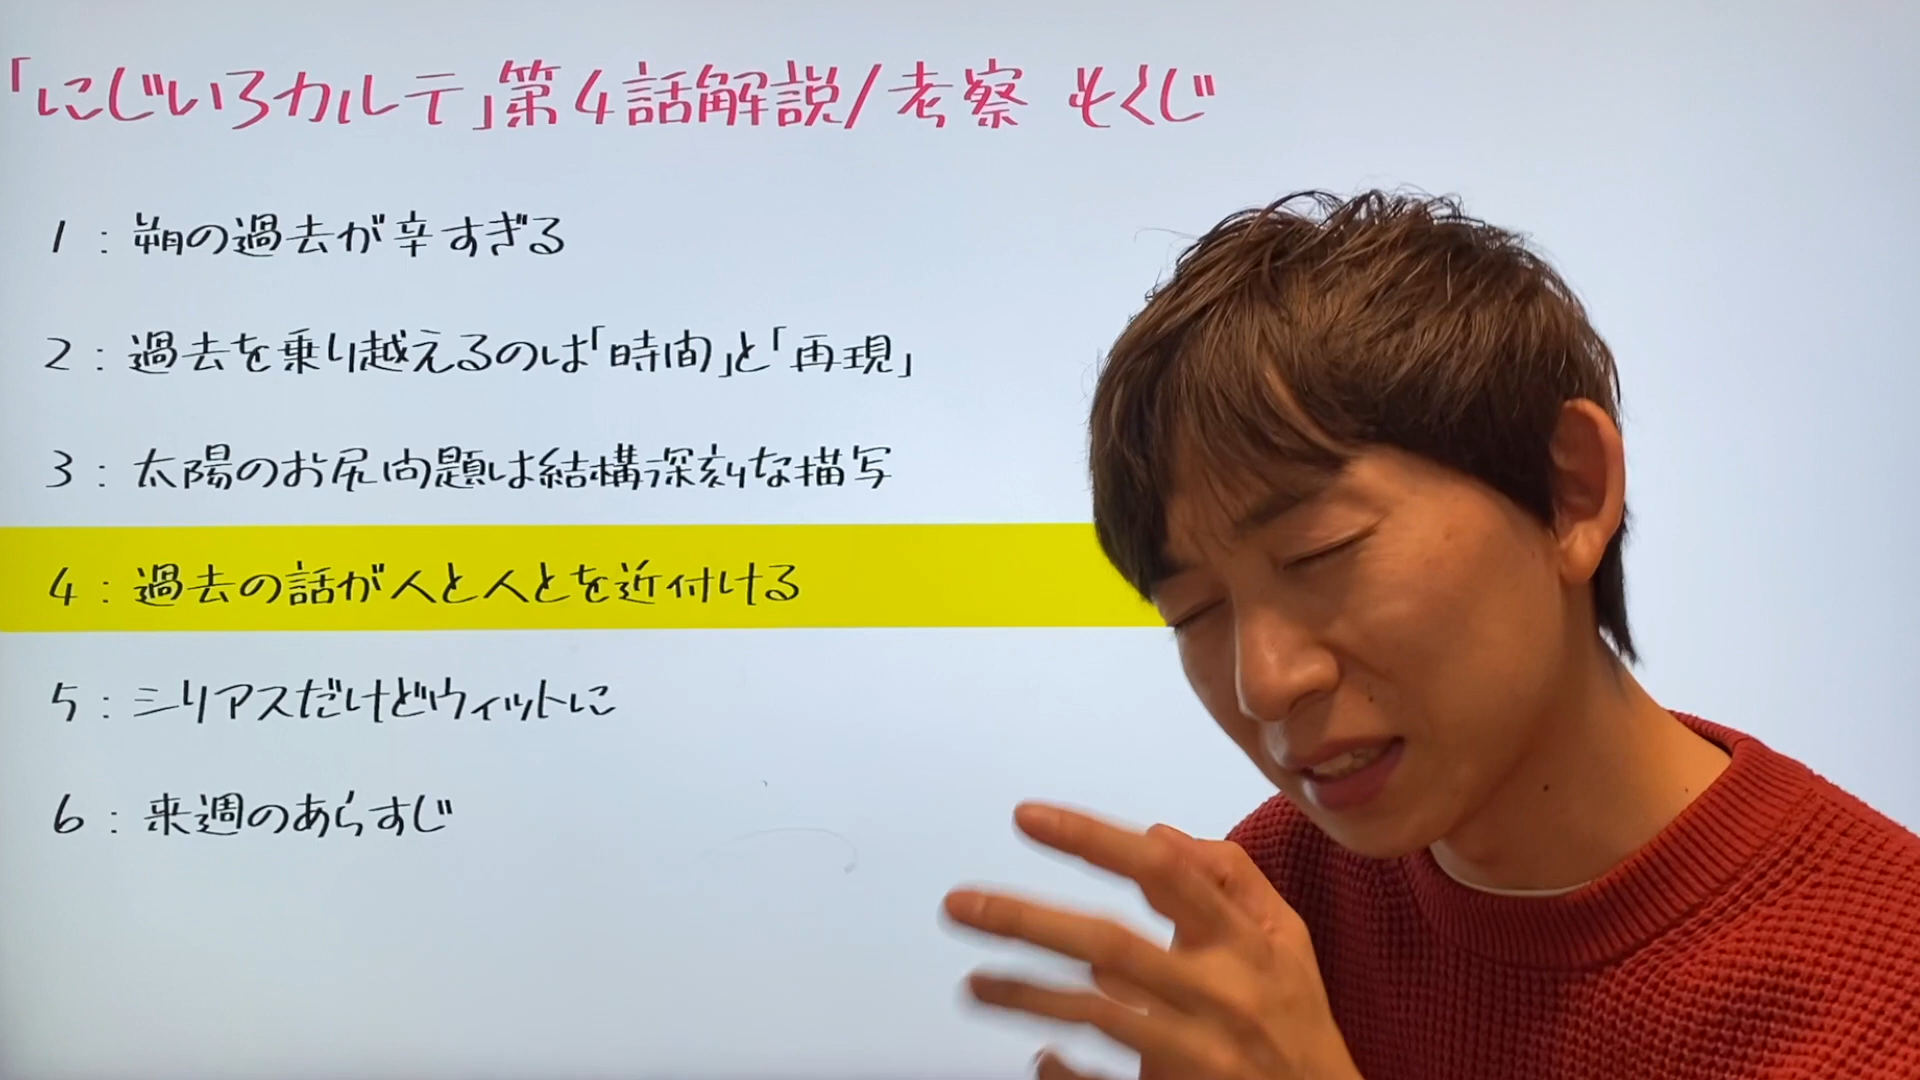 「にじいろカルテ」第4話解説/考察 もくじ
1：朔の過去が辛すぎる
2：過去を乗り越えるのは「時間」と「再現」
3：太陽のお尻問題は結構深刻な描写
4：過去の話が人と人とを近付ける
5：シリアスだけどウィットに
6：来週のあらすじ